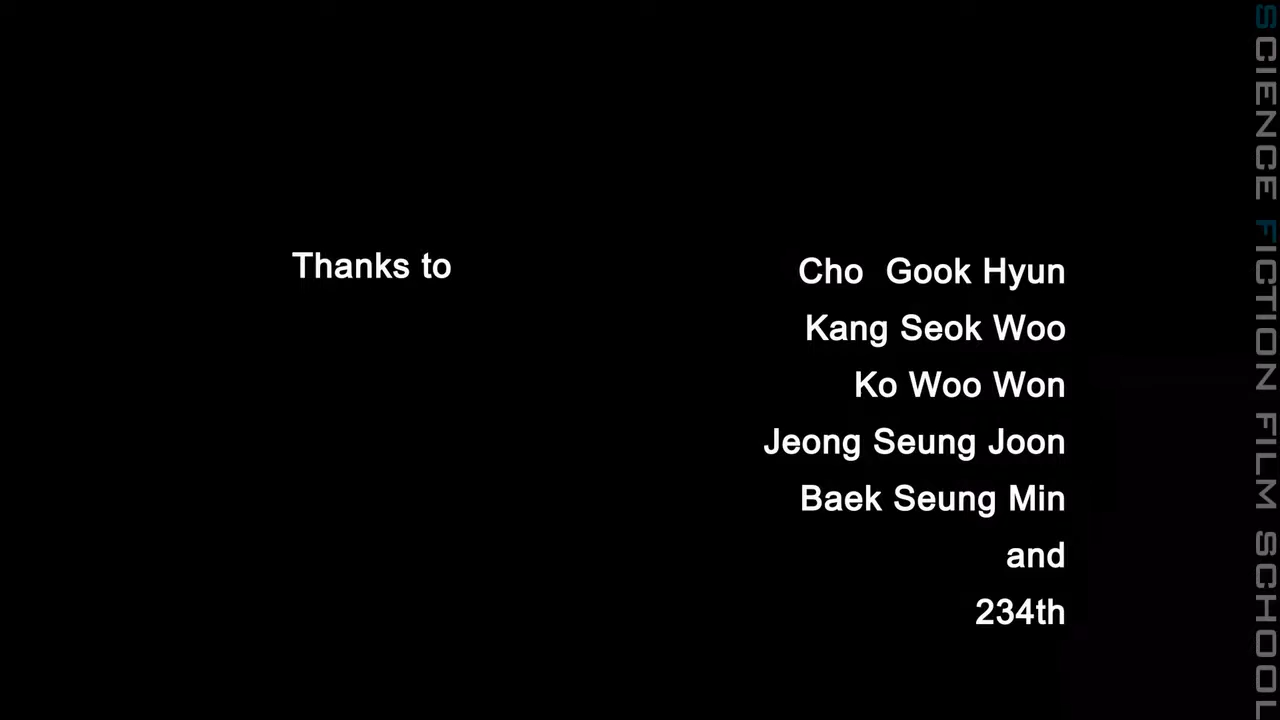 Thanks to
Cho  Gook Hyun
Kang Seok Woo
Ko Woo Won
Jeong Seung Joon
Baek Seung Min
and
234th
SCIENCE FICTION FILM SCHOOL